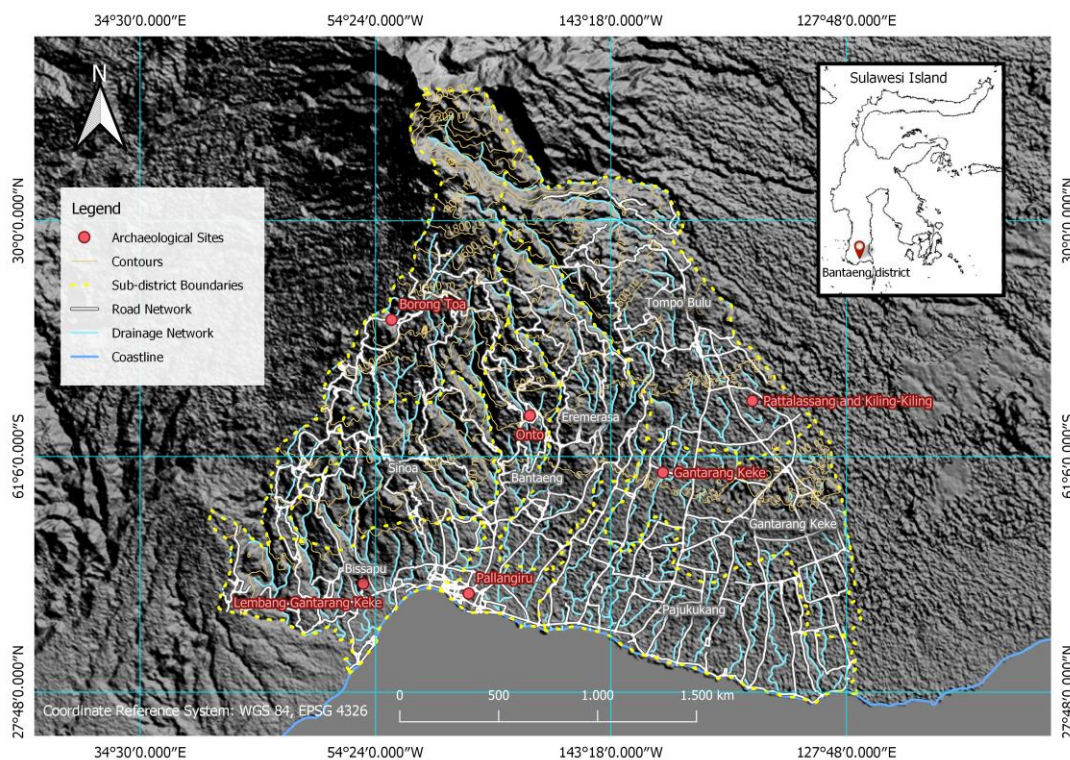 34°30'0.000"E
54°24'0.000"E
143°18'0.000"E
127°48'0.000"E
N
Sulawesi Island
Bantaeng district
30°0'0.000"N
30°0'0.000"N
Legend
Archaeological Sites
Contours
Sub-district Boundaries
Road Network
Drainage Network
Coastline
Borong Toa
Tompo Bulu
Pattalassang and Kiling-Kiling
Onto
Eremerasa
61°6'0.000"S
61°6'0.000"S
Sinoa
Bantaeng
Gantarang Keke
Gantarang Keke
Bissapu
Pallangiru
Lembang Gantarang Keke
Pajukukang
27°48'0.000"N
27°48'0.000"N
0 500 1.000 1.500 km
Coordinate Reference System: WGS 84, EPSG 4326
34°30'0.000"E
54°24'0.000"E
143°18'0.000"E
127°48'0.000"E